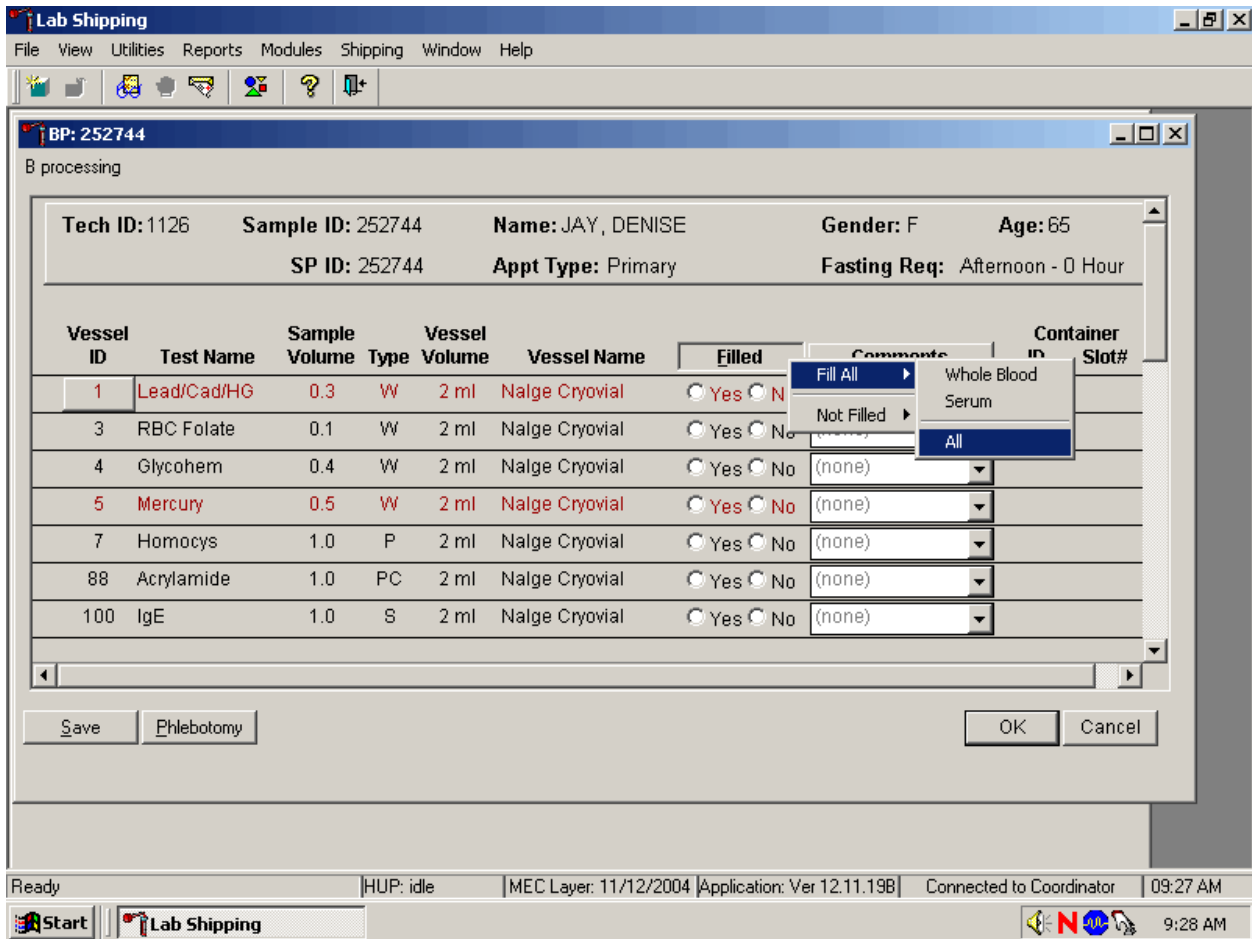 Lab Shipping
File View Utilities Reports Modules Shipping Window Help
BP: 252744
B processing
Tech ID: 1126 Sample ID: 252744 Name: JAY, DENISE Gender: F Age: 65
SP ID: 252744 Appt Type: Primary Fasting Req: Afternoon - 0 Hour
Vessel Sample Vessel Container
ID Test Name Volume Type Volume Vessel Name Filled Comments ID Slot#
1 Lead/Cad/HG 0.3 W 2 ml Nalge Cryovial Yes N
3 RBC Folate 0.1 W 2 ml Nalge Cryovial Yes No (none)
4 Glycohem 0.4 W 2 ml Nalge Cryovial Yes No (none)
5 Mercury 0.5 W 2 ml Nalge Cryovial Yes No (none)
7 Homocys 1.0 P 2 ml Nalge Cryovial Yes No (none)
88 Acrylamide 1.0 PC 2 ml Nalge Cryovial Yes No (none)
100 IgE 1.0 S 2 ml Nalge Cryovial Yes No (none)
Fill All
Not Filled
Whole Blood
Serum
All
Save Phlebotomy OK Cancel
Ready HUP: idle MEC Layer: 11/12/2004 Application: Ver 12.11.19B Connected to Coordinator 09:27 AM
Start Lab Shipping N 9:28 AM